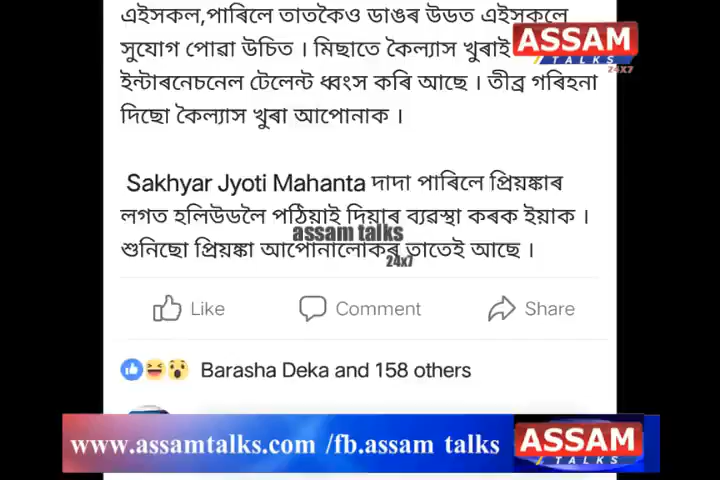 এইসকল,পাৰিলে তাতকৈও ডাঙৰ উডত এইসকলে
সুযোগ পোৱা উচিত । মিছাতে কৈল্যাস খুৰাই
ইন্টাৰনেচনেল টেলেন্ট ধ্বংস কৰি আছে । তীব্ৰ গৰিহনা
দিছো কৈল্যাস খুৰা আপোনাক ।
ASSAM
TALKS
24X7
Sakhyar Jyoti Mahanta দাদা পাৰিলে প্ৰিয়ঙ্কাৰ
লগত হলিউডলৈ পঠিয়াই দিয়াৰ ব্যৱস্থা কৰক ইয়াক ।
শুনিছো প্ৰিয়ঙ্কা আপোনালোকৰ তাতেই আছে ।
assam talks
24x7
Like Comment Share
Barasha Deka and 158 others
www.assamtalks.com /fb.assam talks
ASSAM
TALKS